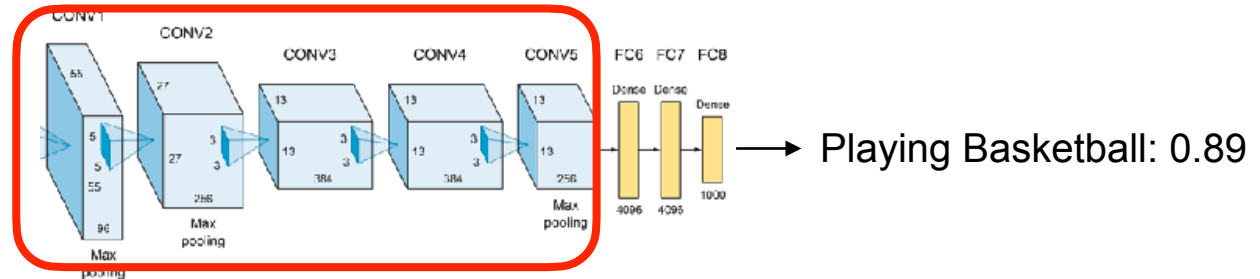 CONV1
CONV2
CONV3
CONV4
CONV5
FC6 FC7 FC8
55
27
13
13
13
Dense Dense
Dense
5
5
55
96
3
3
27
256
3
3
13
384
3
3
13
384
13
256
4096
4096
1000
Max
pooling
Max
pooling
Max
pooling
Playing Basketball: 0.89